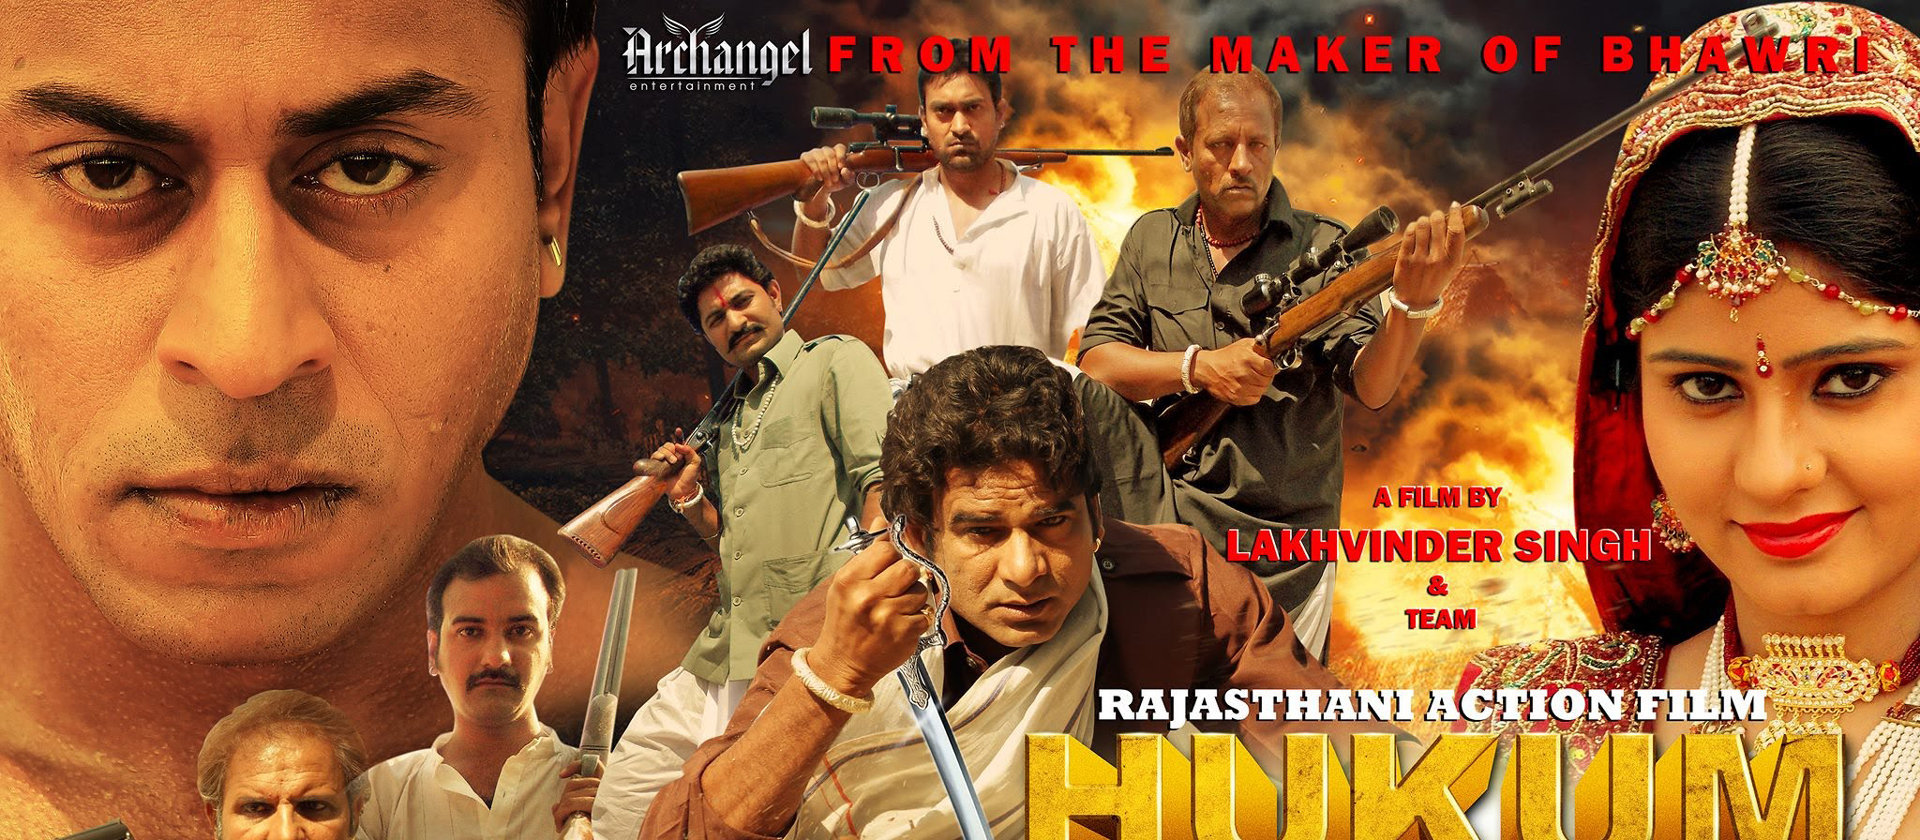 Archangel FROM THE MAKER OF BHAWRI
entertainment
A FILM BY
LAKHVINDER SINGH
&
TEAM
RAJASTHANI ACTION FILM
HUKUM